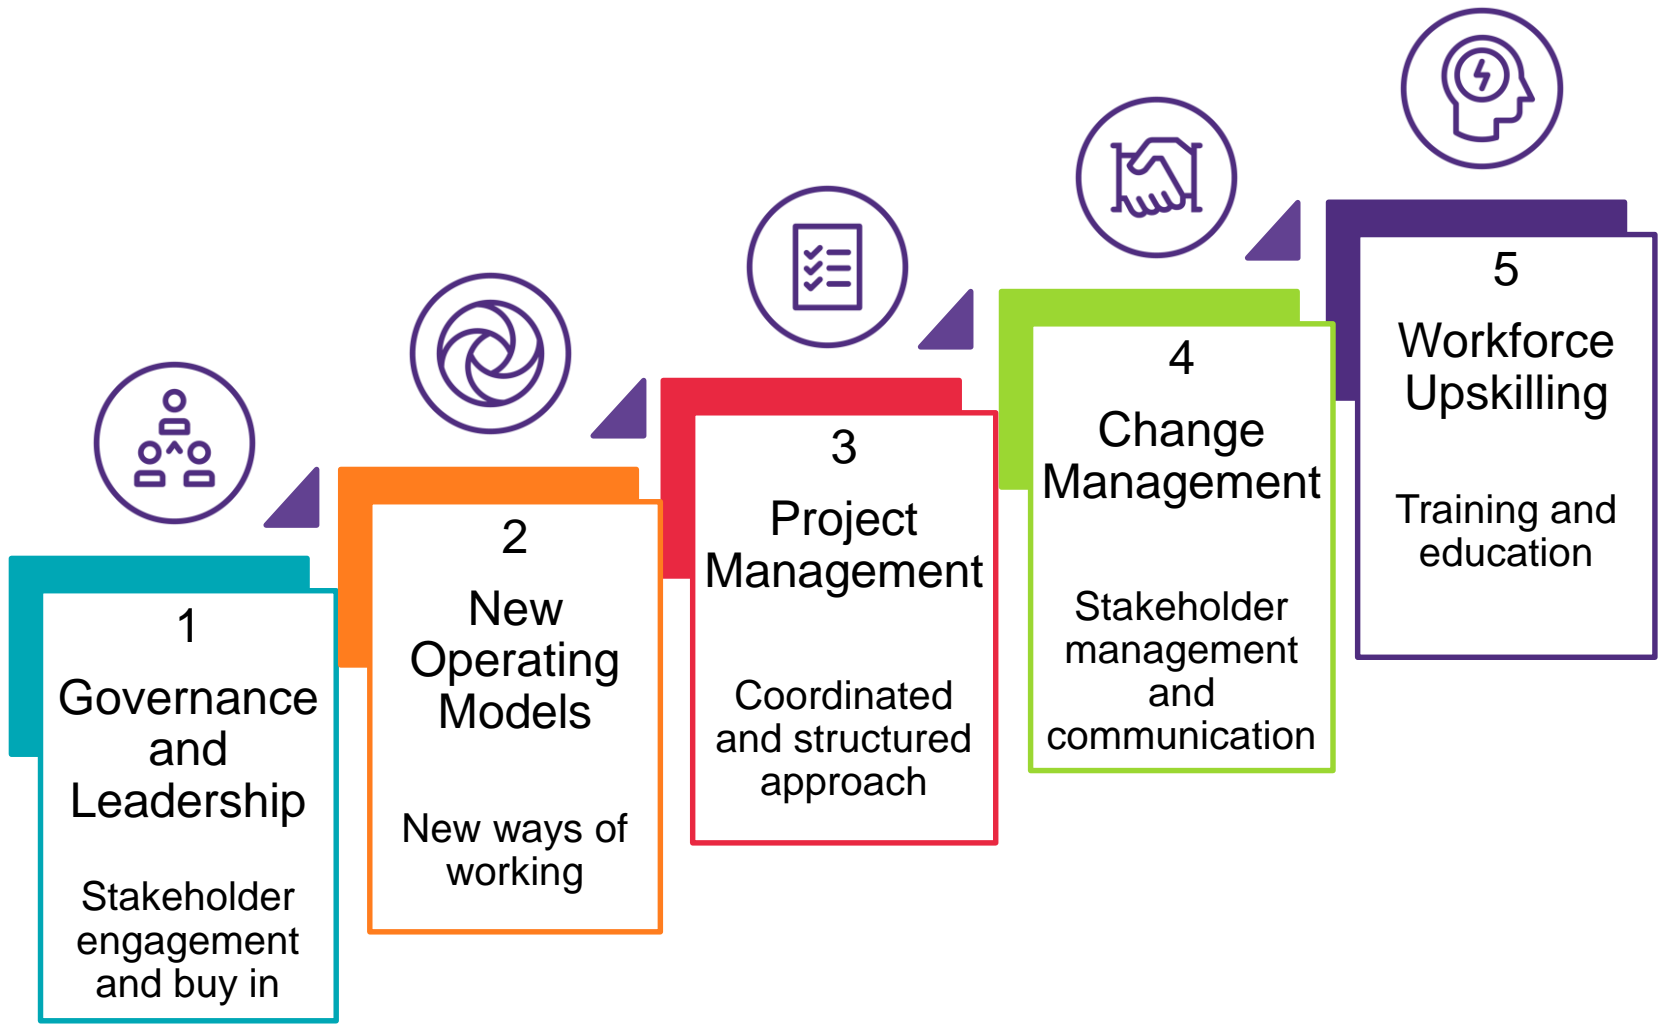 1
Governance
and
Leadership
Stakeholder
engagement
and buy in
2
New
Operating
Models
New ways of
working
3
Project
Management
Coordinated
and structured
approach
4
Change
Management
Stakeholder
management
and
communication
5
Workforce
Upskilling
Training and
education